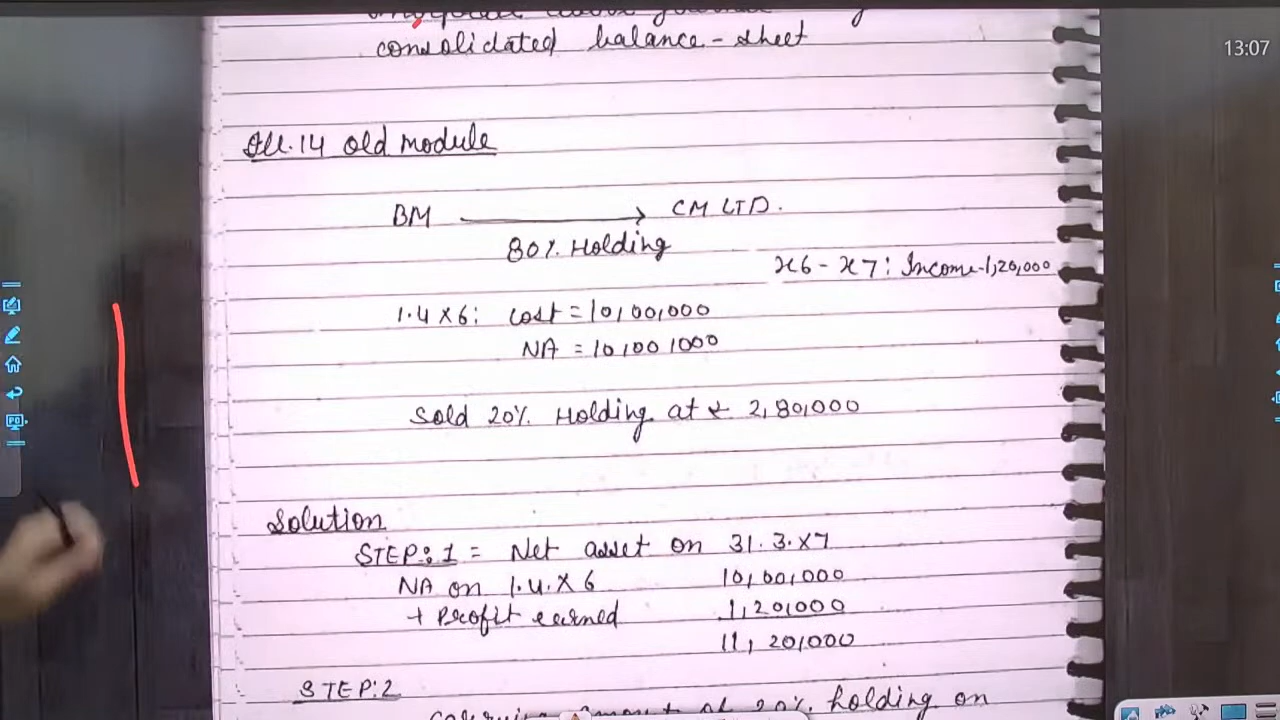 consolidated balance-sheet
13:07
Ill.14 old module
BM → CM LTD.
80% Holding
x6 - x7: Income-1,20,000
1.4 x6: cost = 10,00,000
NA = 10,00,000
Sold 20% Holding at ₹ 2,80,000
Solution
STEP:1 = Net asset on 31.3.x7
NA on 1.4.x6 10,00,000
+ Profit earned 1,20,000
11,20,000
STEP:2
20% holding on